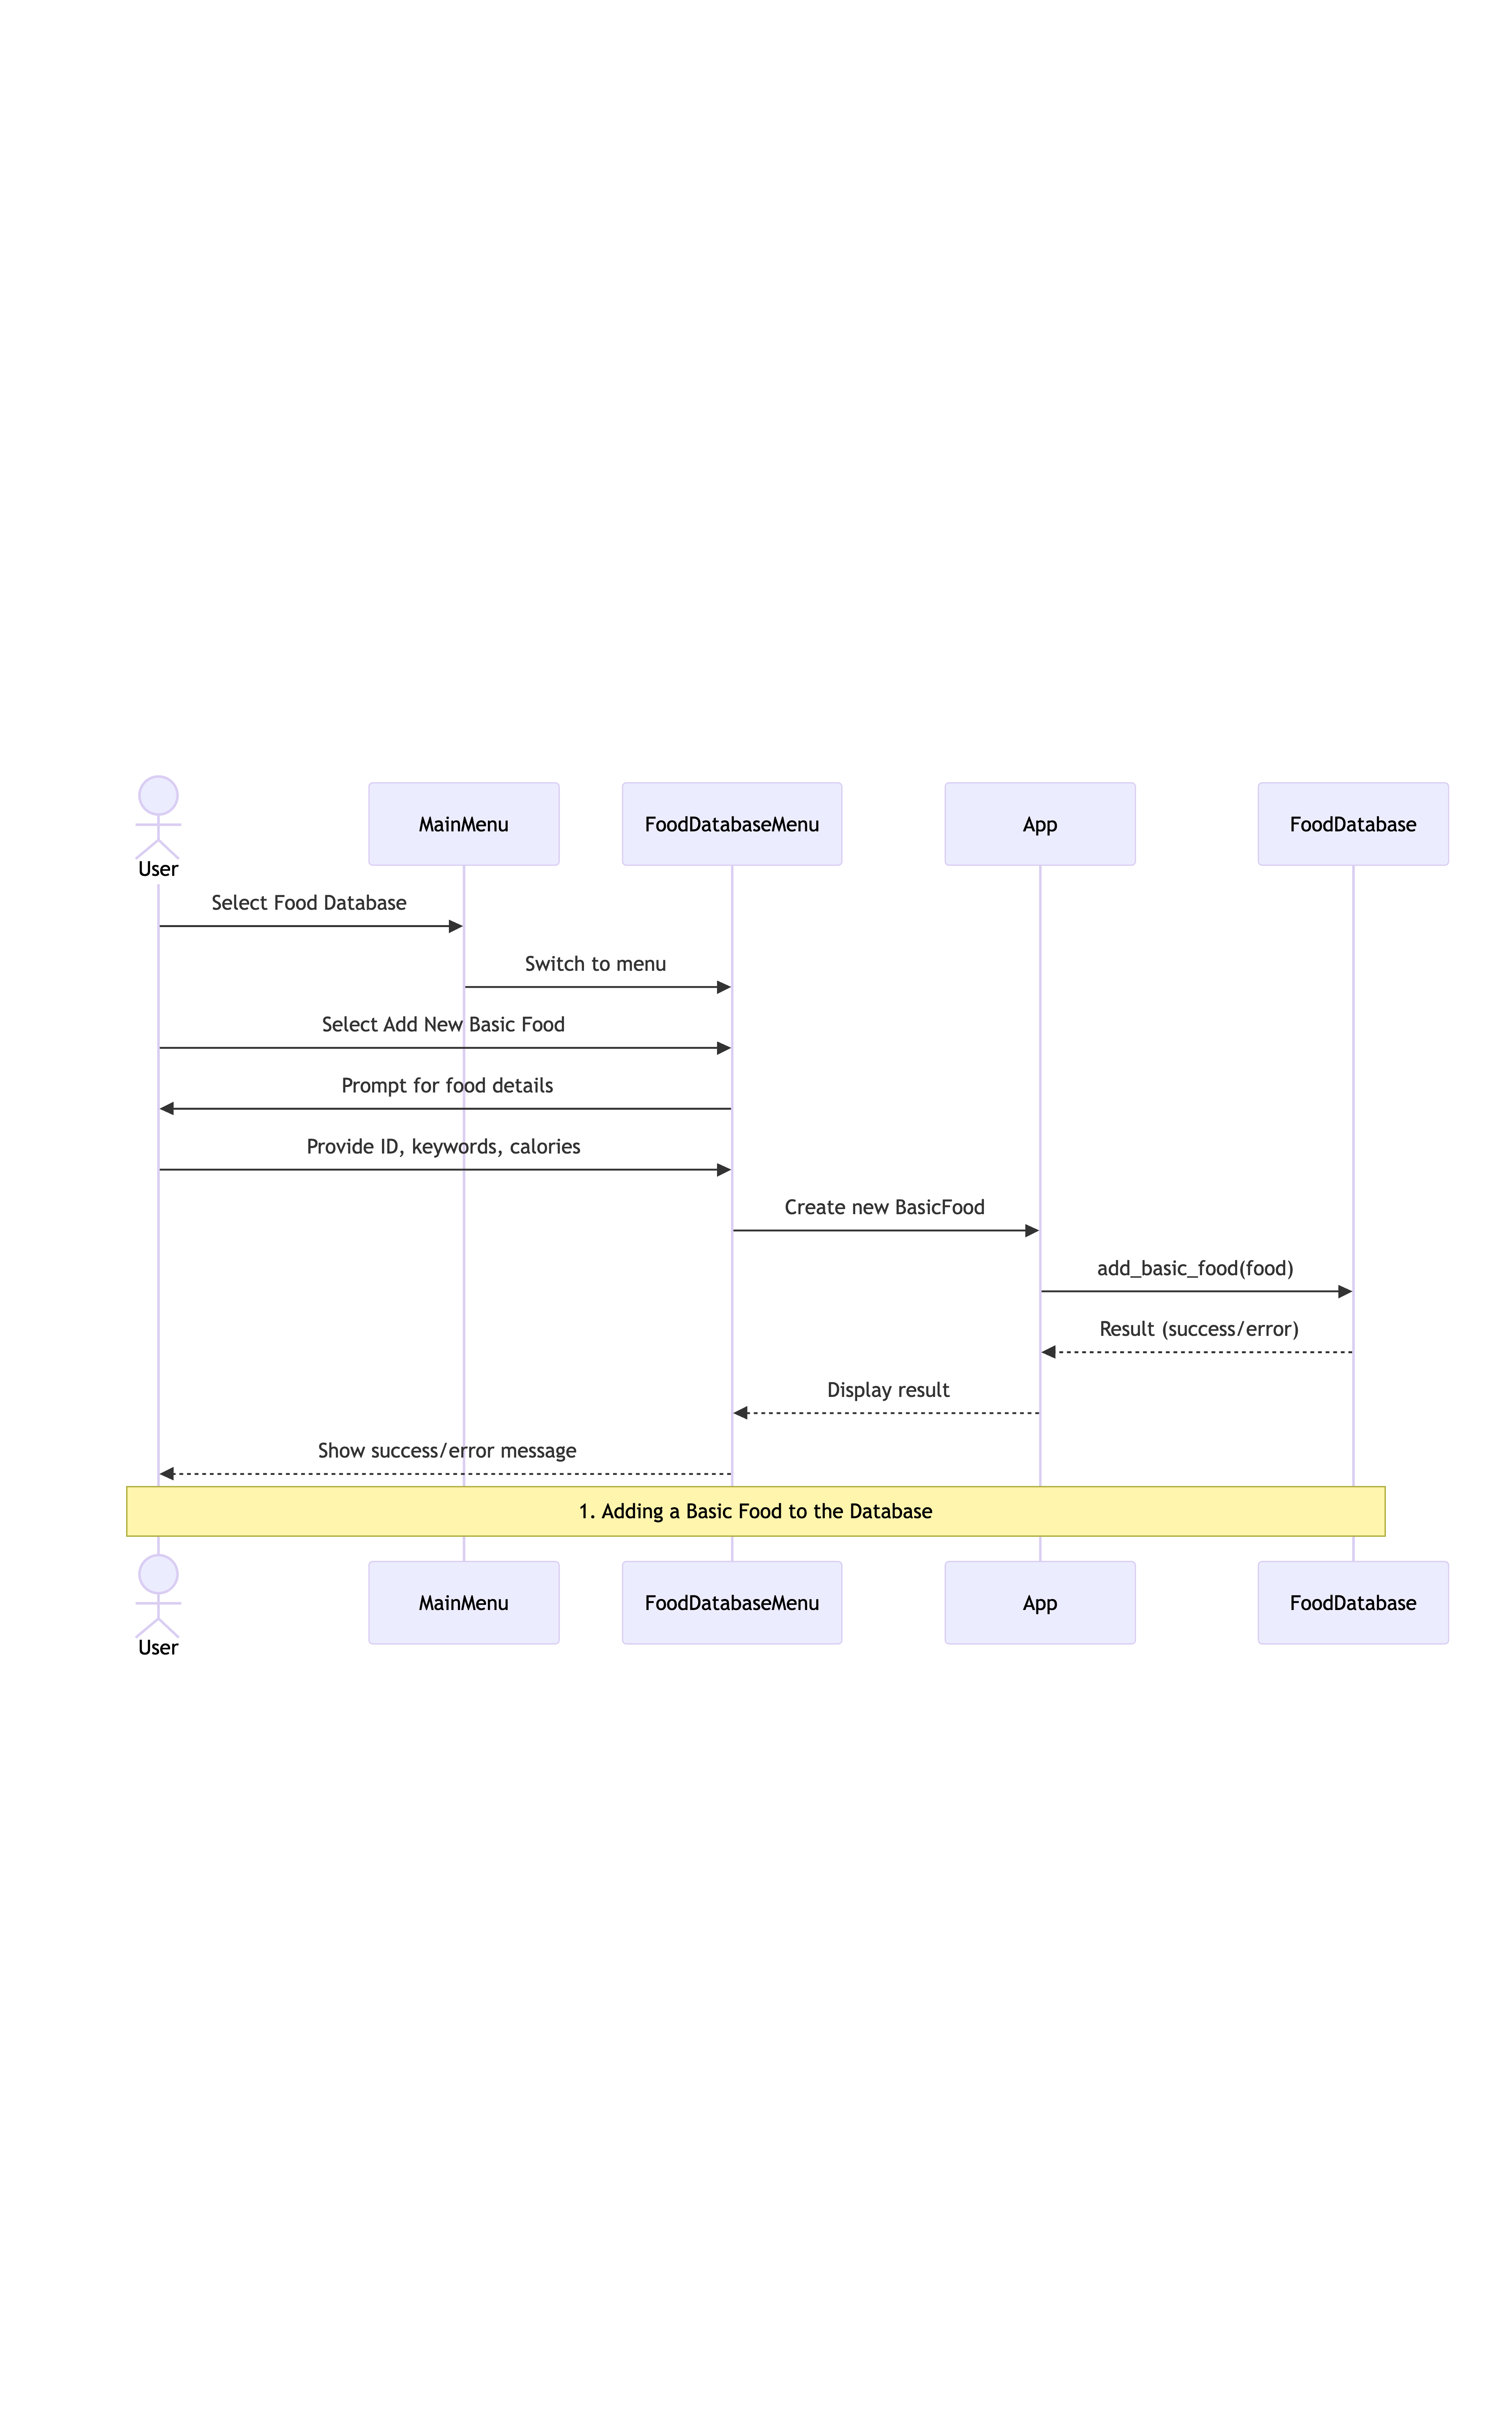 User
MainMenu
FoodDatabaseMenu
App
FoodDatabase
Select Food Database
Switch to menu
Select Add New Basic Food
Prompt for food details
Provide ID, keywords, calories
Create new BasicFood
add_basic_food(food)
Result (success/error)
Display result
Show success/error message
1. Adding a Basic Food to the Database
User
MainMenu
FoodDatabaseMenu
App
FoodDatabase